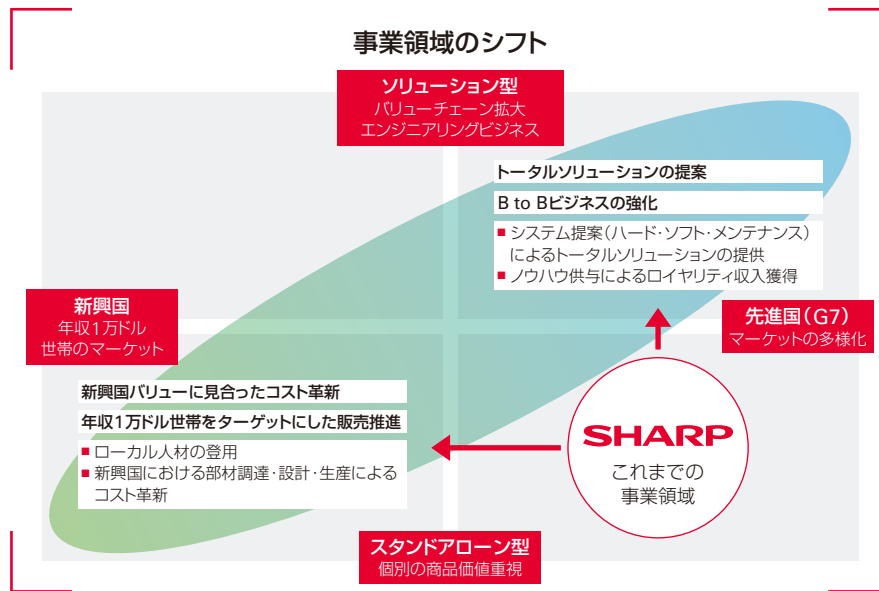 事業領域のシフト
ソリューション型
バリューチェーン拡大
エンジニアリングビジネス
トータルソリューションの提案
B to Bビジネスの強化
■ システム提案（ハード・ソフト・メンテナンス）
によるトータルソリューションの提供
■ ノウハウ供与によるロイヤリティ収入獲得
新興国
年収1万ドル
世帯のマーケット
先進国（G7）
マーケットの多様化
新興国バリューに見合ったコスト革新
年収1万ドル世帯をターゲットにした販売推進
■ ローカル人材の登用
■ 新興国における部材調達・設計・生産による
コスト革新
SHARP
これまでの
事業領域
スタンドアローン型
個別の商品価値重視